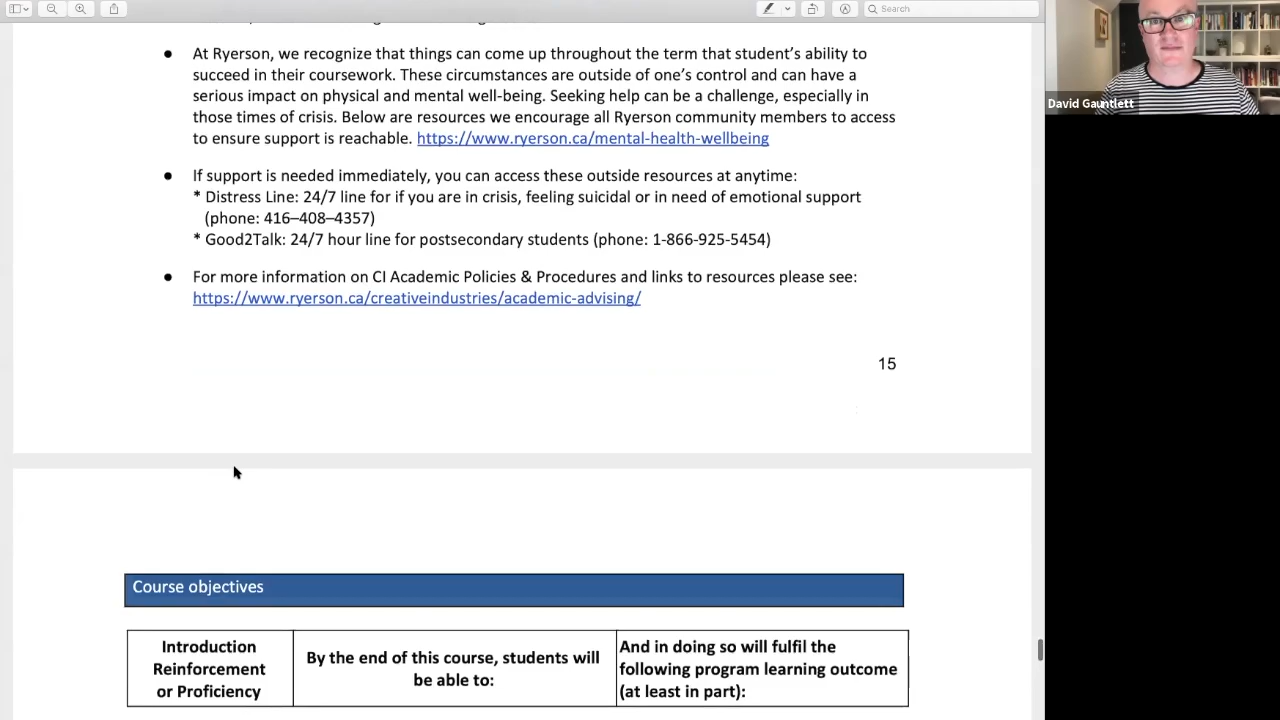 Search
David Gauntlett
● At Ryerson, we recognize that things can come up throughout the term that student’s ability to
succeed in their coursework. These circumstances are outside of one’s control and can have a
serious impact on physical and mental well-being. Seeking help can be a challenge, especially in
those times of crisis. Below are resources we encourage all Ryerson community members to access
to ensure support is reachable. https://www.ryerson.ca/mental-health-wellbeing
● If support is needed immediately, you can access these outside resources at anytime:
* Distress Line: 24/7 line for if you are in crisis, feeling suicidal or in need of emotional support
(phone: 416–408–4357)
* Good2Talk: 24/7 hour line for postsecondary students (phone: 1-866-925-5454)
● For more information on CI Academic Policies & Procedures and links to resources please see:
https://www.ryerson.ca/creativeindustries/academic-advising/
15
Course objectives
Introduction
Reinforcement
or Proficiency
By the end of this course, students will
be able to:
And in doing so will fulfil the
following program learning outcome
(at least in part):